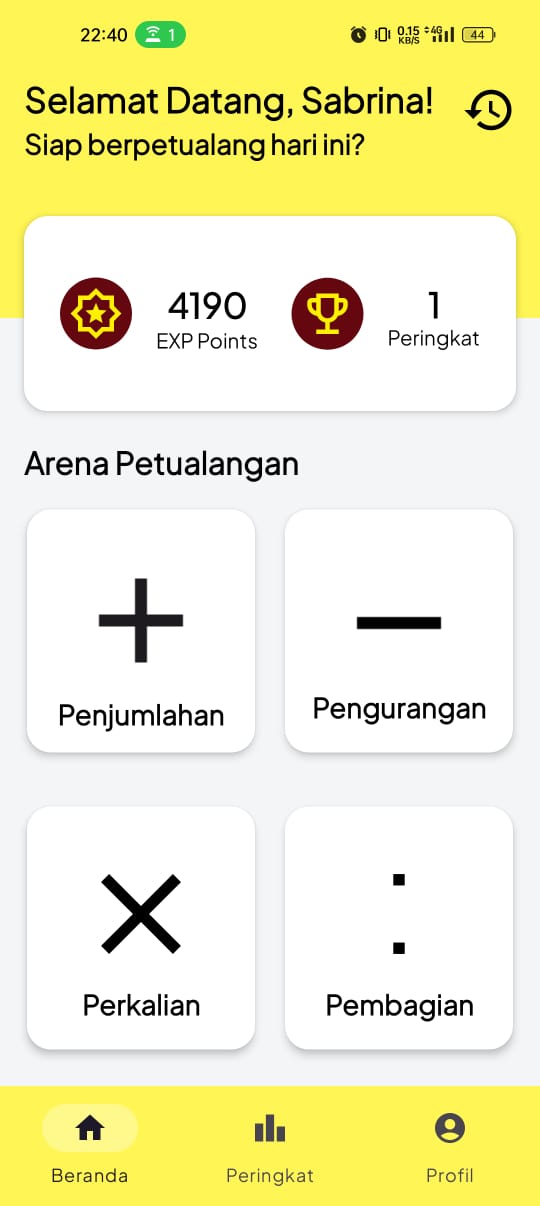 22:40 1 0.15 KB/S 4G 44
Selamat Datang, Sabrina!
Siap berpetualang hari ini?
4190
EXP Points
1
Peringkat
Arena Petualangan
Penjumlahan
Pengurangan
Perkalian
Pembagian
Beranda
Peringkat
Profil